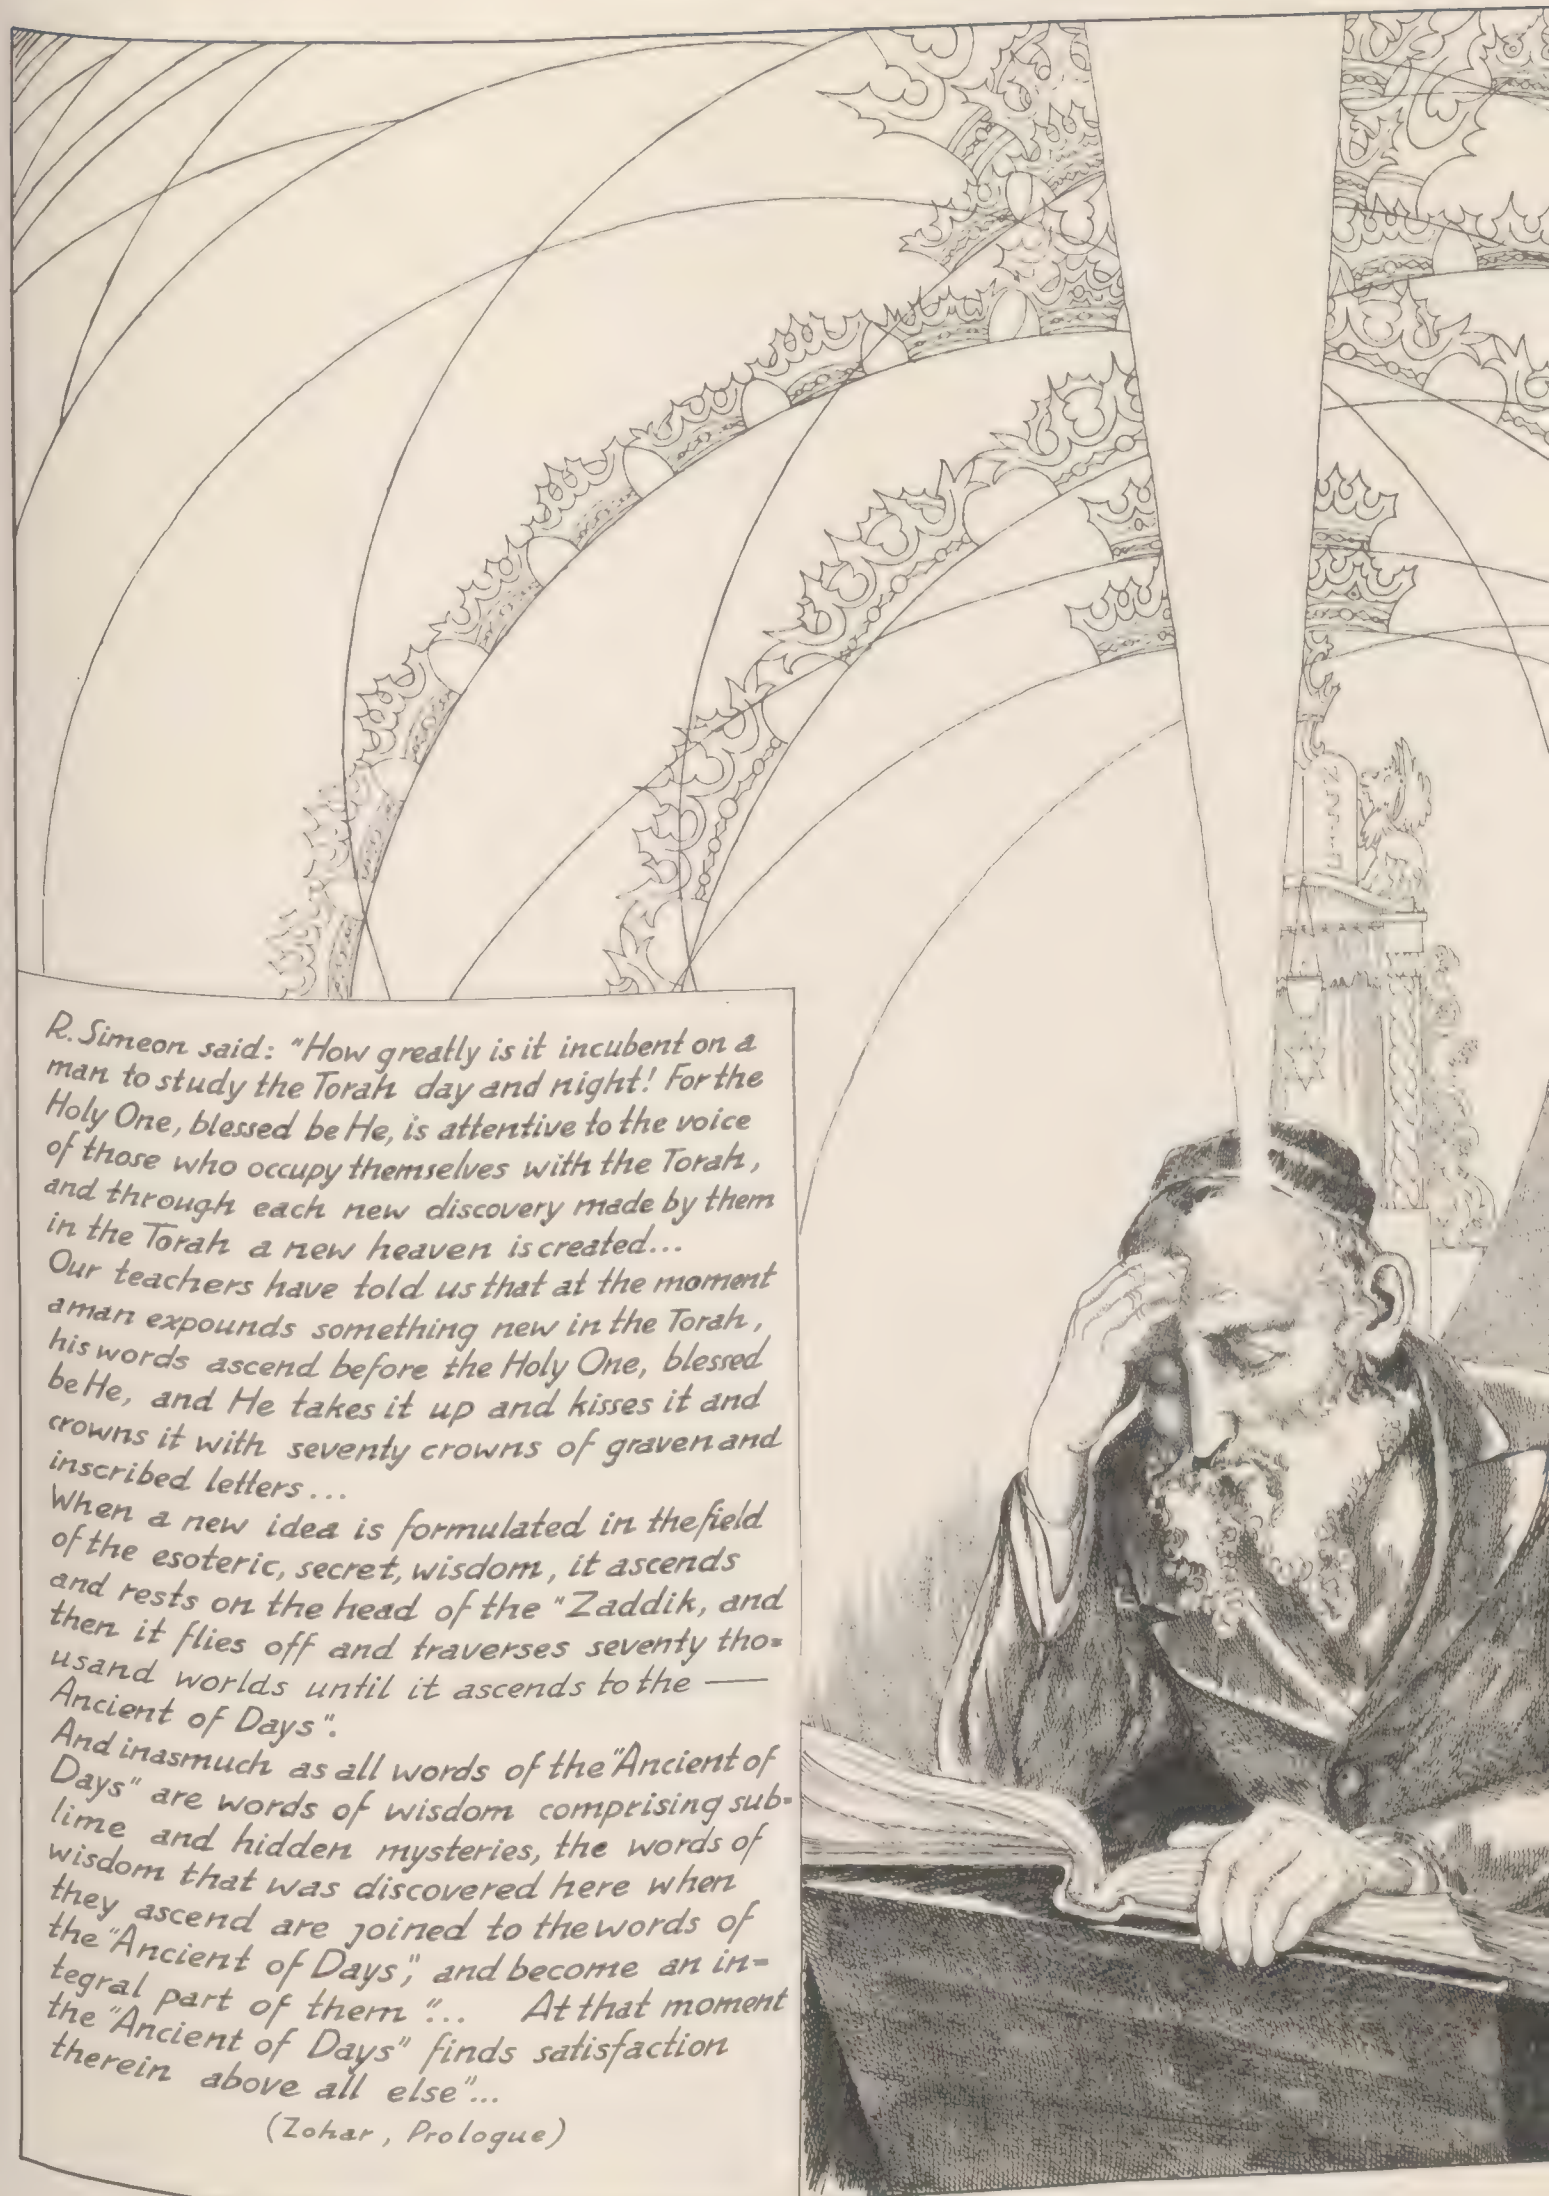 R. Simeon said: "How greatly is it incubent on a
man to study the Torah day and night! For the
Holy One, blessed be He, is attentive to the voice
of those who occupy themselves with the Torah,
and through each new discovery made by them
in the Torah a new heaven is created...
Our teachers have told us that at the moment
a man expounds something new in the Torah,
his words ascend before the Holy One, blessed
be He, and He takes it up and kisses it and
crowns it with seventy crowns of graven and
inscribed letters...
When a new idea is formulated in the field
of the esoteric, secret, wisdom, it ascends
and rests on the head of the "Zaddik, and
then it flies off and traverses seventy tho=
usand worlds until it ascends to the —
Ancient of Days".
And inasmuch as all words of the "Ancient of
Days" are words of wisdom comprising sub=
lime and hidden mysteries, the words of
wisdom that was discovered here when
they ascend are joined to the words of
the "Ancient of Days", and become an in=
tegral part of them "... At that moment
the "Ancient of Days" finds satisfaction
therein above all else"...
(Zohar, Prologue)